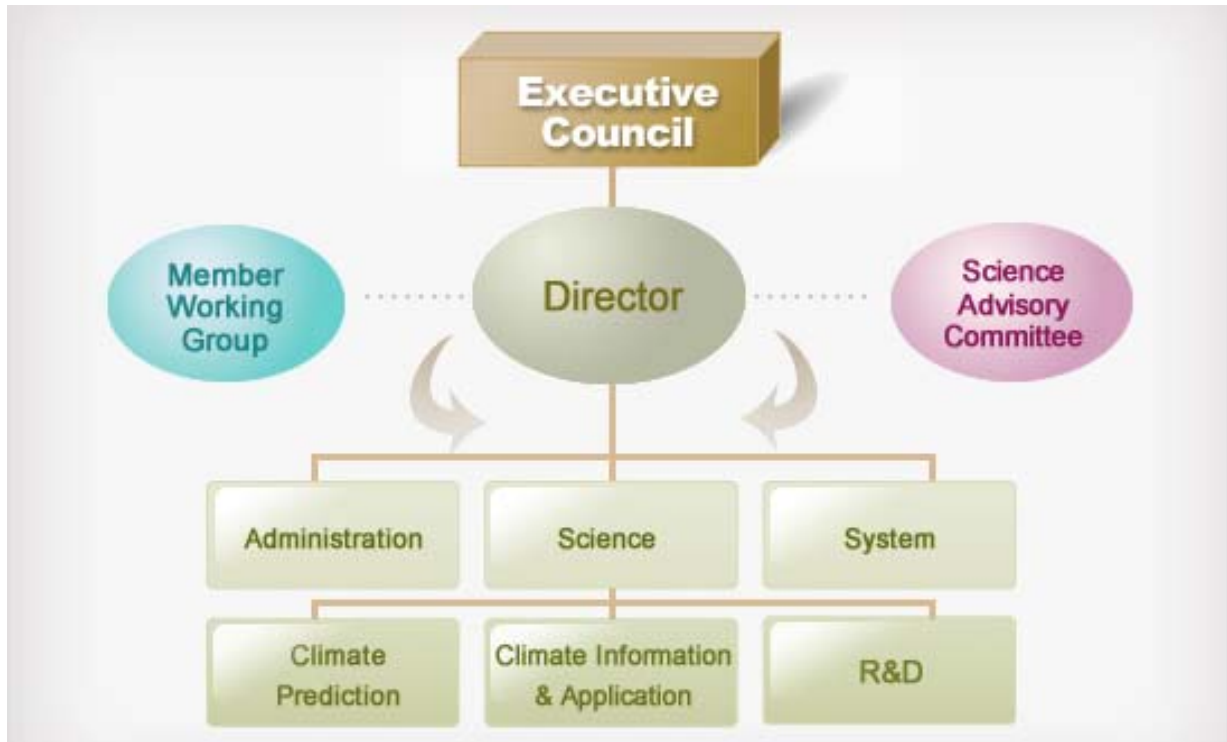 Executive
Council
Member
Working
Group
Director
Science
Advisory
Committee
Administration
Science
System
Climate
Prediction
Climate Information
& Application
R&D